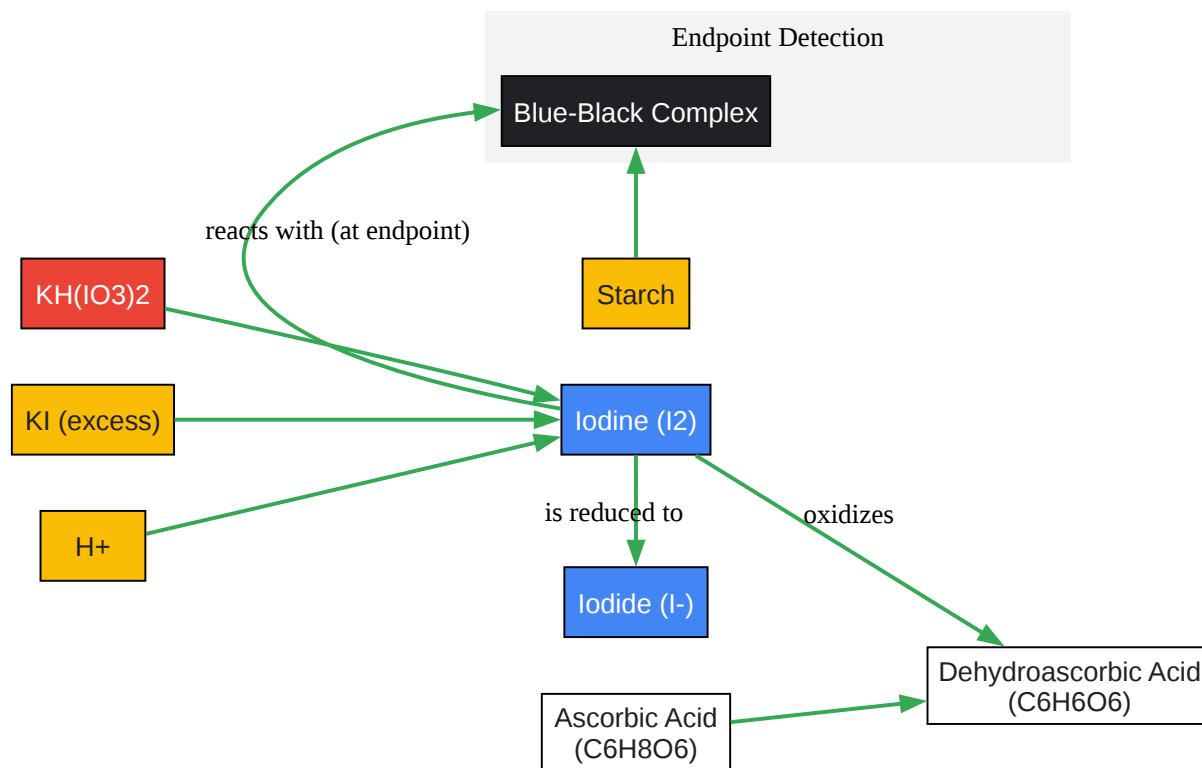 Endpoint Detection
Blue-Black Complex
reacts with (at endpoint)
KH(IO3)2
Starch
KI (excess)
Iodine (I2)
is reduced to
oxidizes
H+
Iodide (I-)
Dehydroascorbic Acid
(C6H6O6)
Ascorbic Acid
(C6H8O6)